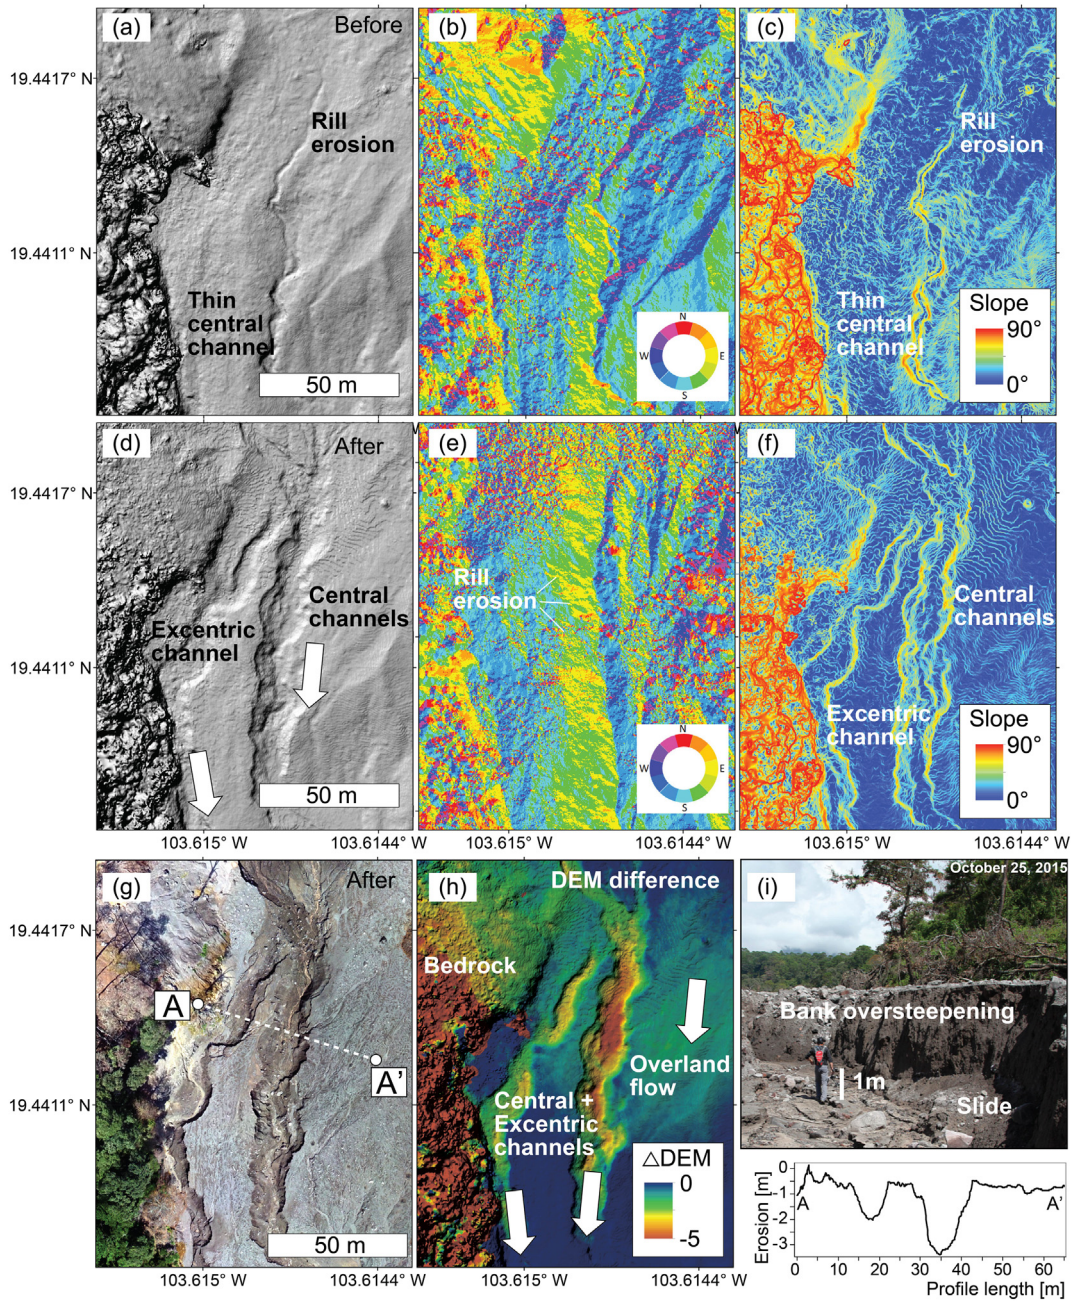 (a)
Before
19.4417° N
Rill
erosion
19.4411°
Thin
central
channel
50 m
(b)
N
W
E
S
(c)
Rill
erosion
Thin
central
channel
Slope
90°
0°
(d)
After
19.4417° N
Central
channels
Excentric
channel
19.4411°
50 m
103.615°
103.6144° W
(e)
Rill
erosion
N
W
E
S
103.615°
103.6144° W
(f)
W
Central
channels
Excentric
channel
Slope
90°
0°
103.615°
103.6144° W
(g)
After
19.4417° N
A
A'
19.4411°
50 m
103.615°
103.6144° W
(h)
DEM difference
Bedrock
Overland
flow
Central +
Excentric
channels
△DEM
0
-5
103.615°
103.6144° W
(i)
October 25, 2015
Bank oversteepening
1m
Slide
Erosion [m]
0
-1
-2
-3
A
A'
0
10
20
30
40
50
60
Profile length [m]